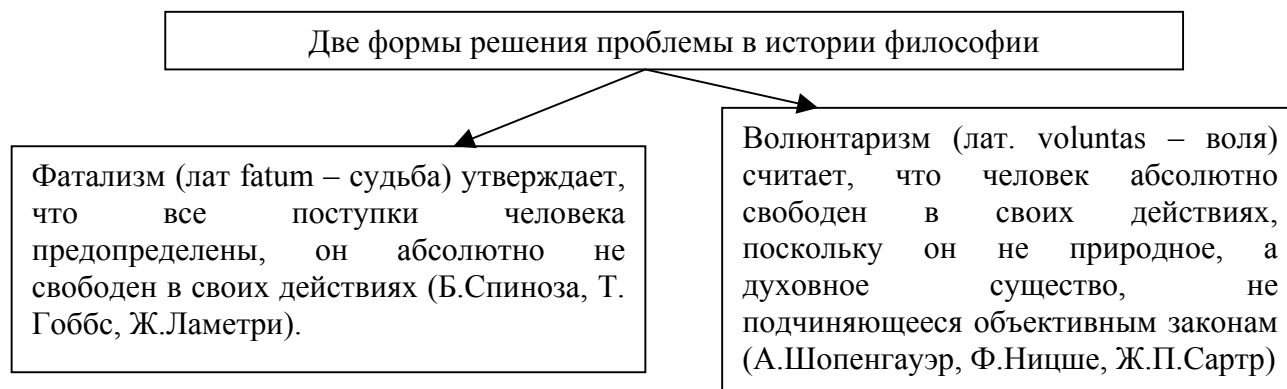 Две формы решения проблемы в истории философии
Фатализм (лат fatum – судьба) утверждает,
что все поступки человека
предопределены, он абсолютно не
свободен в своих действиях (Б.Спиноза, Т.
Гоббс, Ж.Ламетри).
Волюнтаризм (лат. voluntas – воля)
считает, что человек абсолютно
свободен в своих действиях,
поскольку он не природное, а
духовное существо, не
подчиняющееся объективным законам
(А.Шопенгауэр, Ф.Ницше, Ж.П.Сартр)